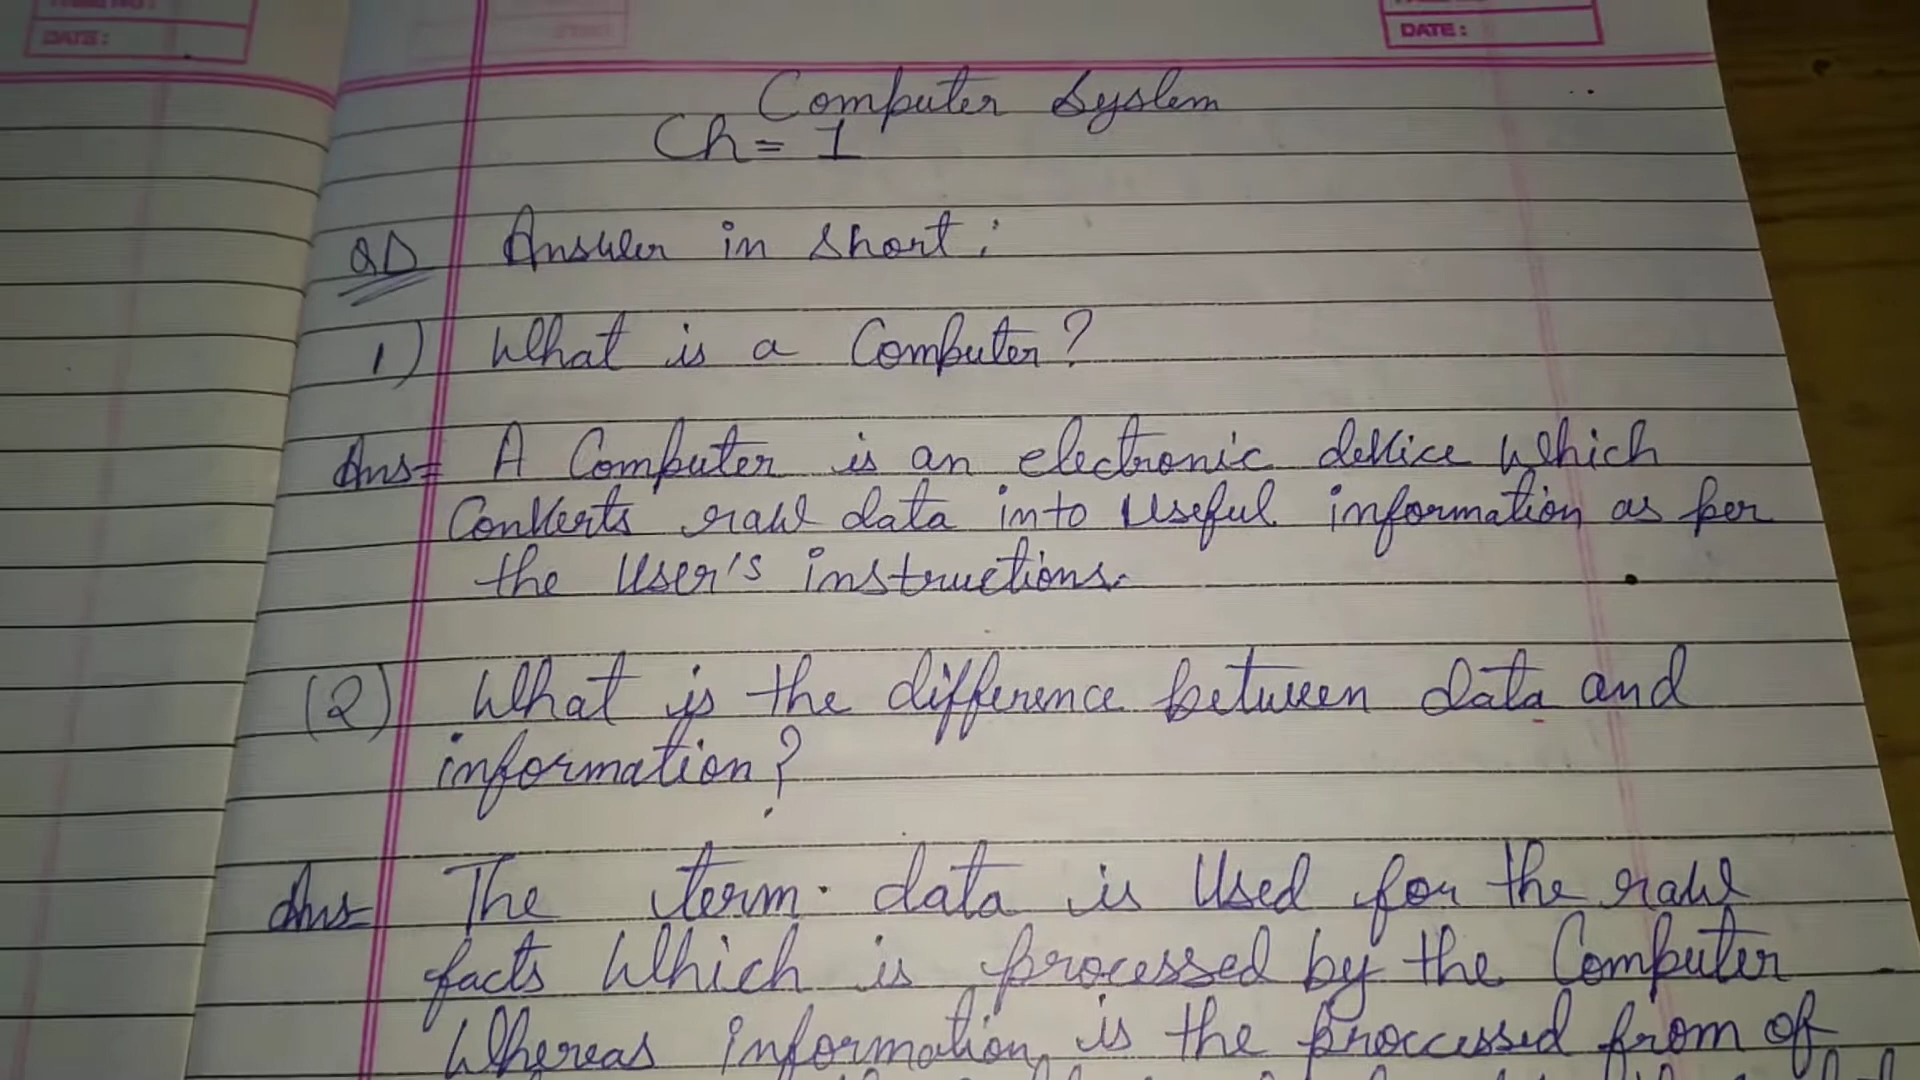 DATE:
DATE:
Computer System
Ch = 1
QD Answer in short:
1) What is a Computer?
Ans= A Computer is an electronic device which
Converts raw data into Useful information as per
the User's instructions.
(2) What is the difference between data and
information?
Ans= The term data is Used for the raw
facts Which is processed by the Computer
Whereas information is the proccessed from of